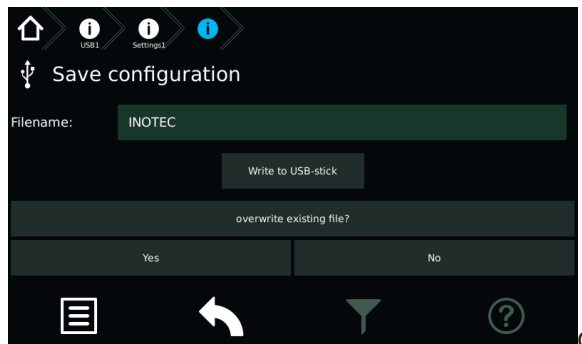 USB1 Settings1
Save configuration
Filename: INOTEC
Write to USB-stick
overwrite existing file?
Yes No